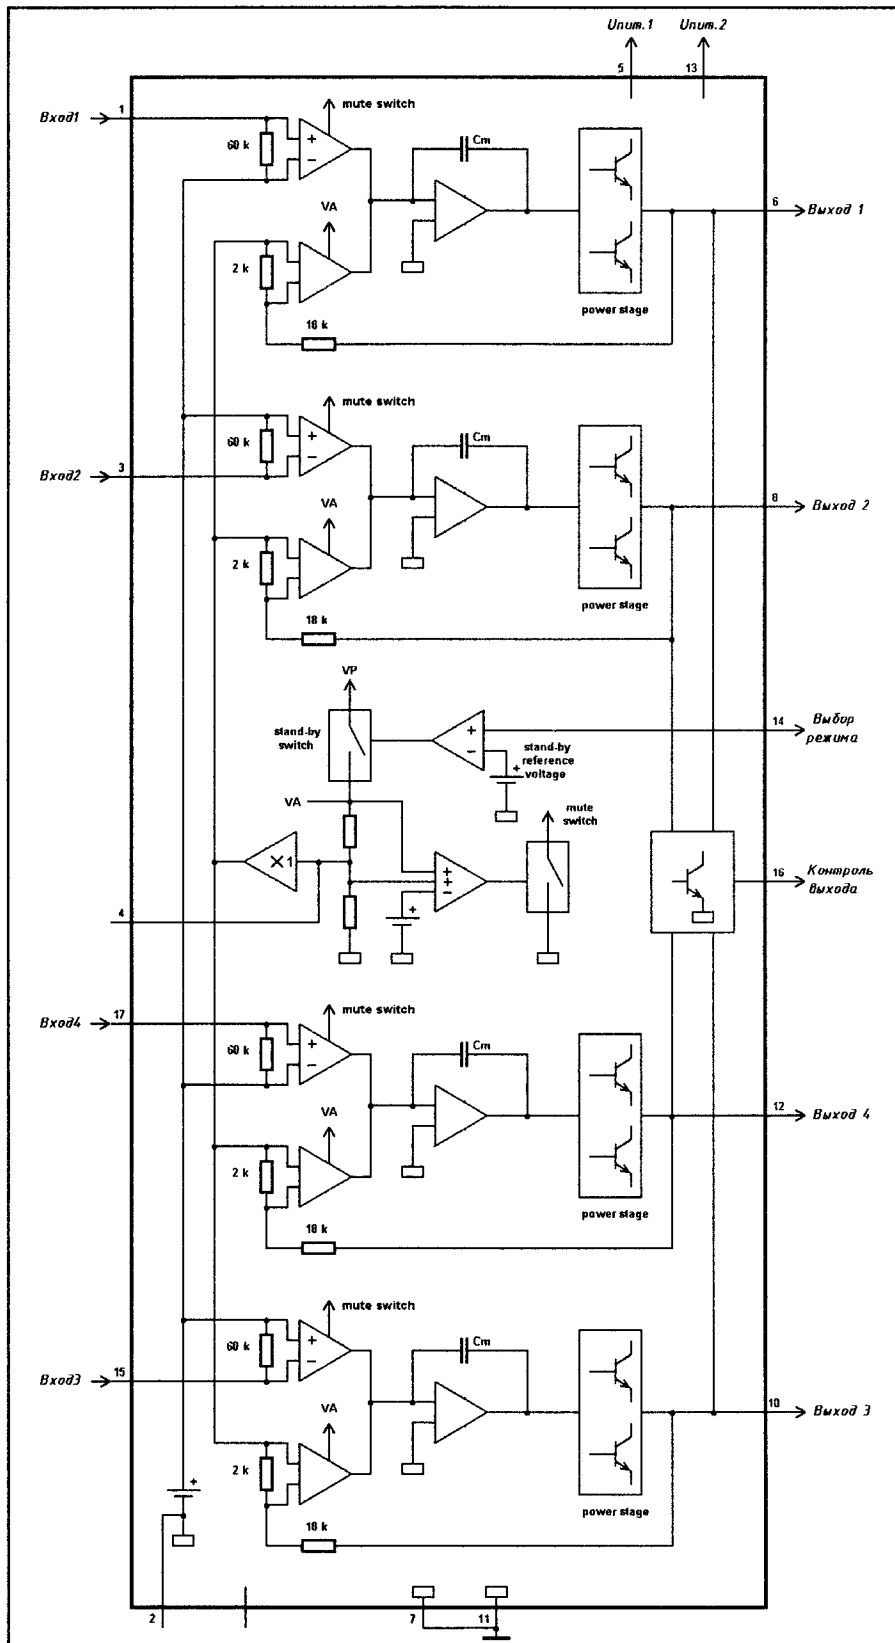 Uпит.1 Uпит.2
5 13
Вход1 1 mute switch
60 k + − Cm
VA
6 Выход 1
2 k
power stage
18 k
mute switch
60 k + − Cm
Вход2 3
VA
8 Выход 2
2 k
power stage
18 k
VP
14 Выбор режима
stand-by switch
+ −
stand-by reference voltage
+
VA
mute switch
×1
+ + −
+
16 Контроль выхода
4
Вход4 17 mute switch
60 k + − Cm
VA
12 Выход 4
2 k
power stage
18 k
mute switch
60 k + − Cm
Вход3 15
VA
10 Выход 3
2 k
+
power stage
18 k
2 7 11